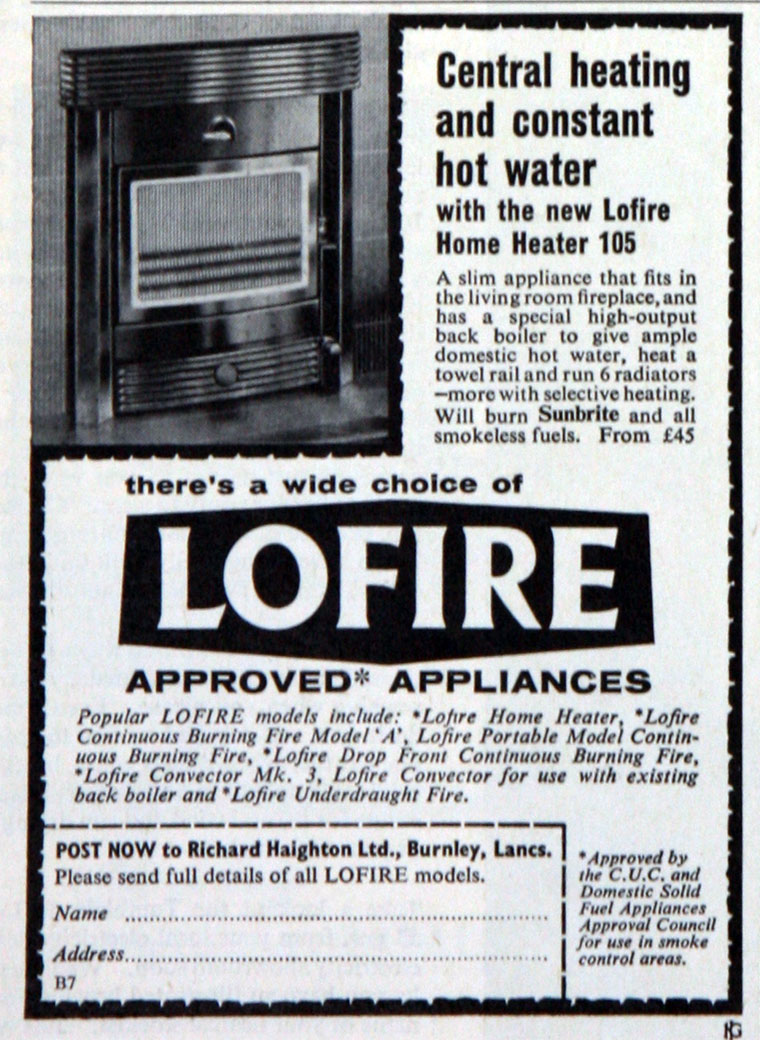 Central heating
and constant
hot water
with the new Lofire
Home Heater 105
A slim appliance that fits in
the living room fireplace, and
has a special high-output
back boiler to give ample
domestic hot water, heat a
towel rail and run 6 radiators
—more with selective heating.
Will burn Sunbrite and all
smokeless fuels. From £45
there's a wide choice of
LOFIRE
APPROVED* APPLIANCES
Popular LOFIRE models include: *Lofire Home Heater, *Lofire
Continuous Burning Fire Model 'A', Lofire Portable Model Contin-
uous Burning Fire, *Lofire Drop Front Continuous Burning Fire,
*Lofire Convector Mk. 3, Lofire Convector for use with existing
back boiler and *Lofire Underdraught Fire.
POST NOW to Richard Haighton Ltd., Burnley, Lancs.
Please send full details of all LOFIRE models.
Name
Address
B7
*Approved by
the C.U.C. and
Domestic Solid
Fuel Appliances
Approval Council
for use in smoke
control areas.